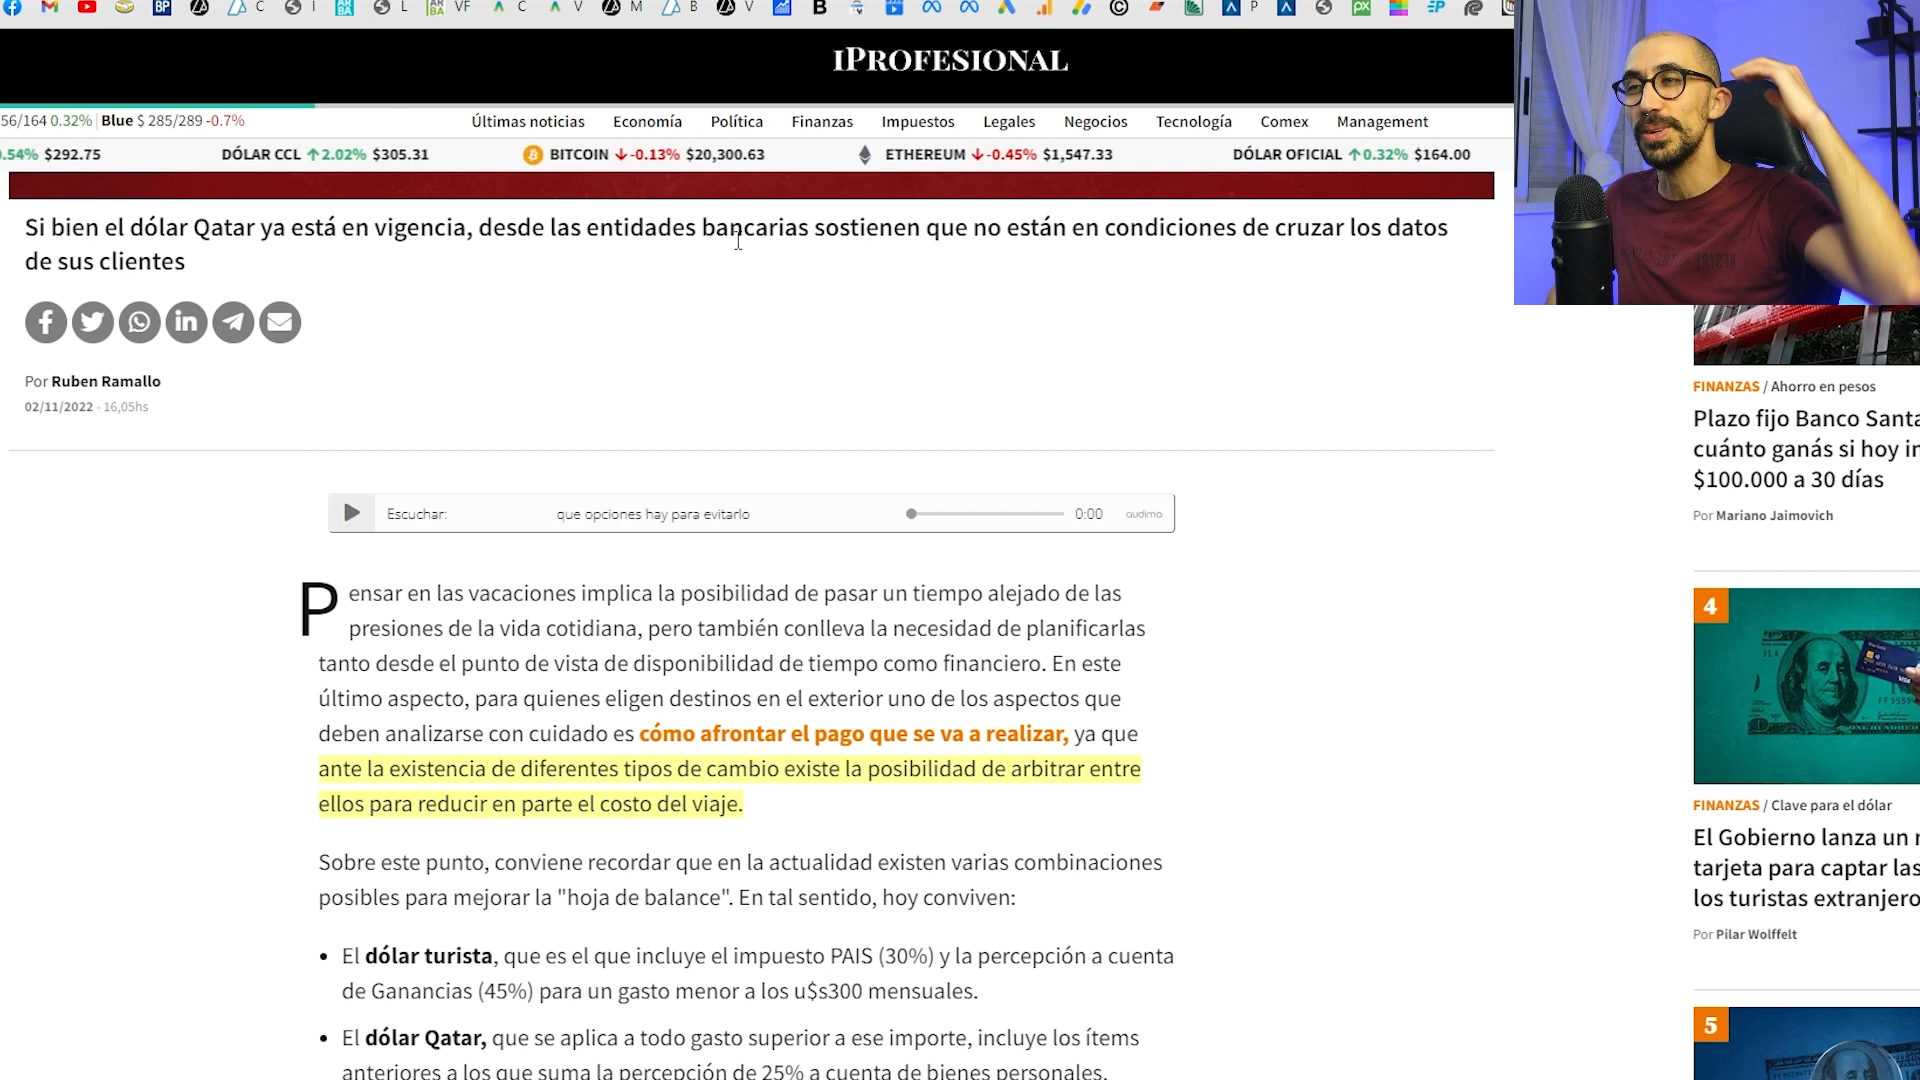 C
I
L
VF
C
V
M
B
V
P
IPROFESIONAL
56/164 0.32% | Blue $ 285/289 -0.7%
Últimas noticias Economía Política Finanzas Impuestos Legales Negocios Tecnología Comex Management
.54% $292.75 DÓLAR CCL 2.02% $305.31 BITCOIN -0.13% $20,300.63 ETHEREUM -0.45% $1,547.33 DÓLAR OFICIAL 0.32% $164.00
Si bien el dólar Qatar ya está en vigencia, desde las entidades bancarias sostienen que no están en condiciones de cruzar los datos
de sus clientes
Por Ruben Ramallo
02/11/2022 - 16,05hs
Escuchar: que opciones hay para evitarlo 0:00 audima
Pensar en las vacaciones implica la posibilidad de pasar un tiempo alejado de las
presiones de la vida cotidiana, pero también conlleva la necesidad de planificarlas
tanto desde el punto de vista de disponibilidad de tiempo como financiero. En este
último aspecto, para quienes eligen destinos en el exterior uno de los aspectos que
deben analizarse con cuidado es cómo afrontar el pago que se va a realizar, ya que
ante la existencia de diferentes tipos de cambio existe la posibilidad de arbitrar entre
ellos para reducir en parte el costo del viaje.
Sobre este punto, conviene recordar que en la actualidad existen varias combinaciones
posibles para mejorar la "hoja de balance". En tal sentido, hoy conviven:
• El dólar turista, que es el que incluye el impuesto PAIS (30%) y la percepción a cuenta
de Ganancias (45%) para un gasto menor a los u$s300 mensuales.
• El dólar Qatar, que se aplica a todo gasto superior a ese importe, incluye los ítems
anteriores a los que suma la percepción de 25% a cuenta de bienes personales.
FINANZAS / Ahorro en pesos
Plazo fijo Banco Santa
cuánto ganás si hoy in
$100.000 a 30 días
Por Mariano Jaimovich
4
FINANZAS / Clave para el dólar
El Gobierno lanza un n
tarjeta para captar las
los turistas extranjero
Por Pilar Wolffelt
5